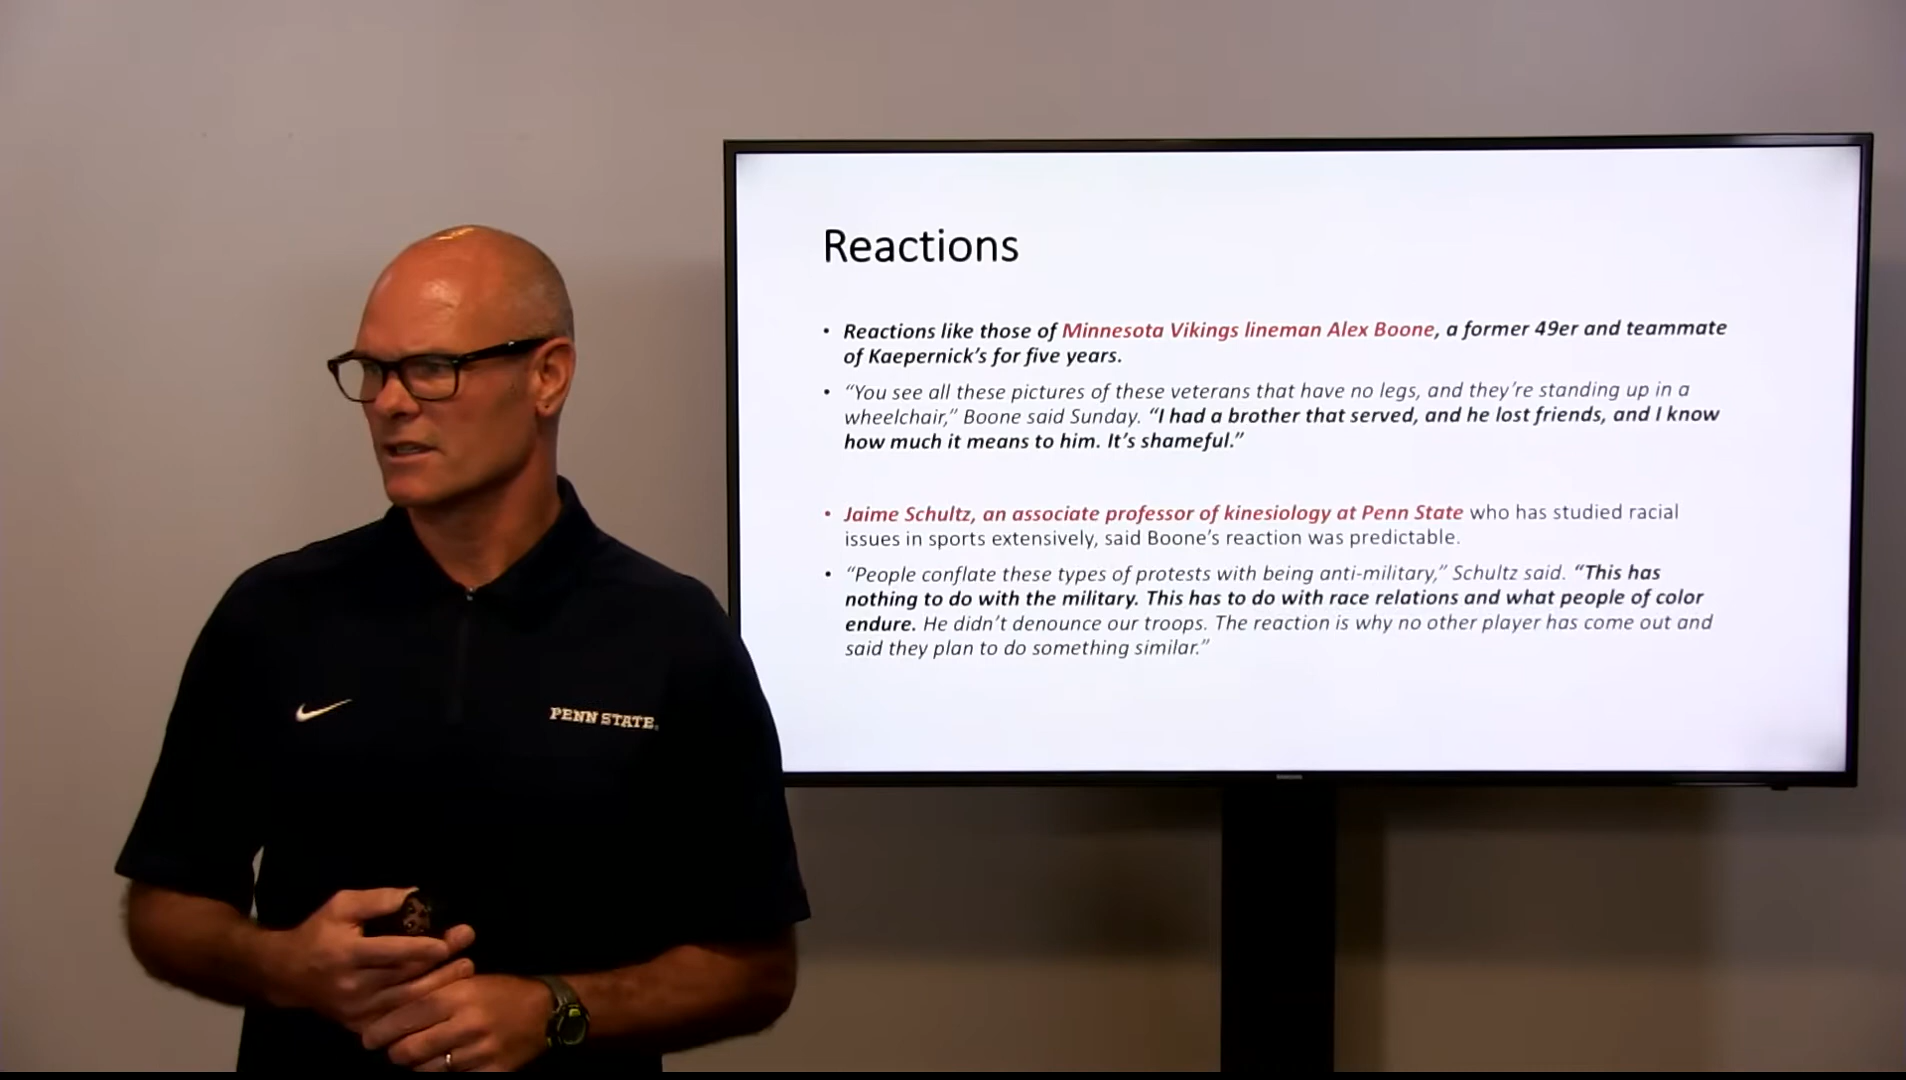 Reactions
• Reactions like those of Minnesota Vikings lineman Alex Boone, a former 49er and teammate
of Kaepernick's for five years.
• “You see all these pictures of these veterans that have no legs, and they're standing up in a
wheelchair,” Boone said Sunday. “I had a brother that served, and he lost friends, and I know
how much it means to him. It's shameful.”
• Jaime Schultz, an associate professor of kinesiology at Penn State who has studied racial
issues in sports extensively, said Boone's reaction was predictable.
• “People conflate these types of protests with being anti-military,” Schultz said. “This has
nothing to do with the military. This has to do with race relations and what people of color
endure. He didn't denounce our troops. The reaction is why no other player has come out and
said they plan to do something similar.”
PENN STATE.